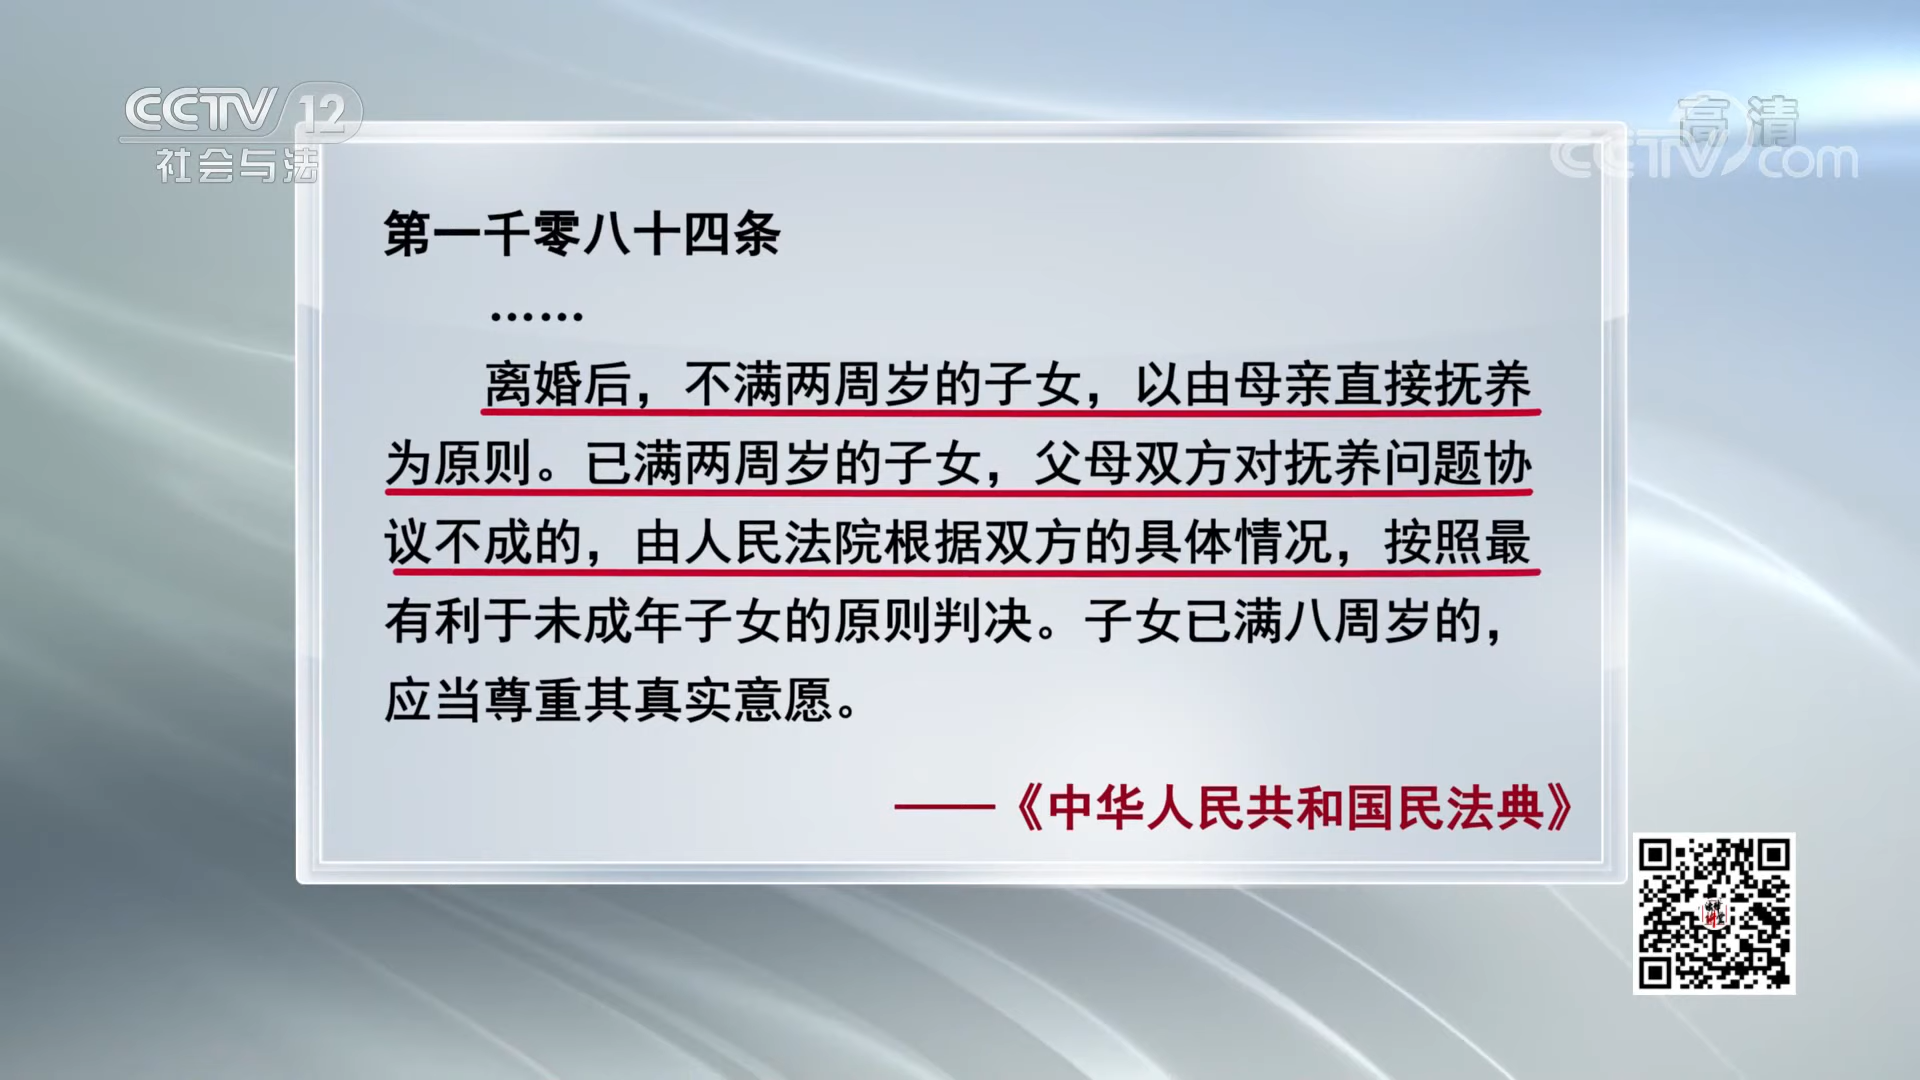 CCTV 12
社会与法
高清
CCTV.com
第一千零八十四条
……
离婚后，不满两周岁的子女，以由母亲直接抚养
为原则。已满两周岁的子女，父母双方对抚养问题协
议不成的，由人民法院根据双方的具体情况，按照最
有利于未成年子女的原则判决。子女已满八周岁的，
应当尊重其真实意愿。
——《中华人民共和国民法典》